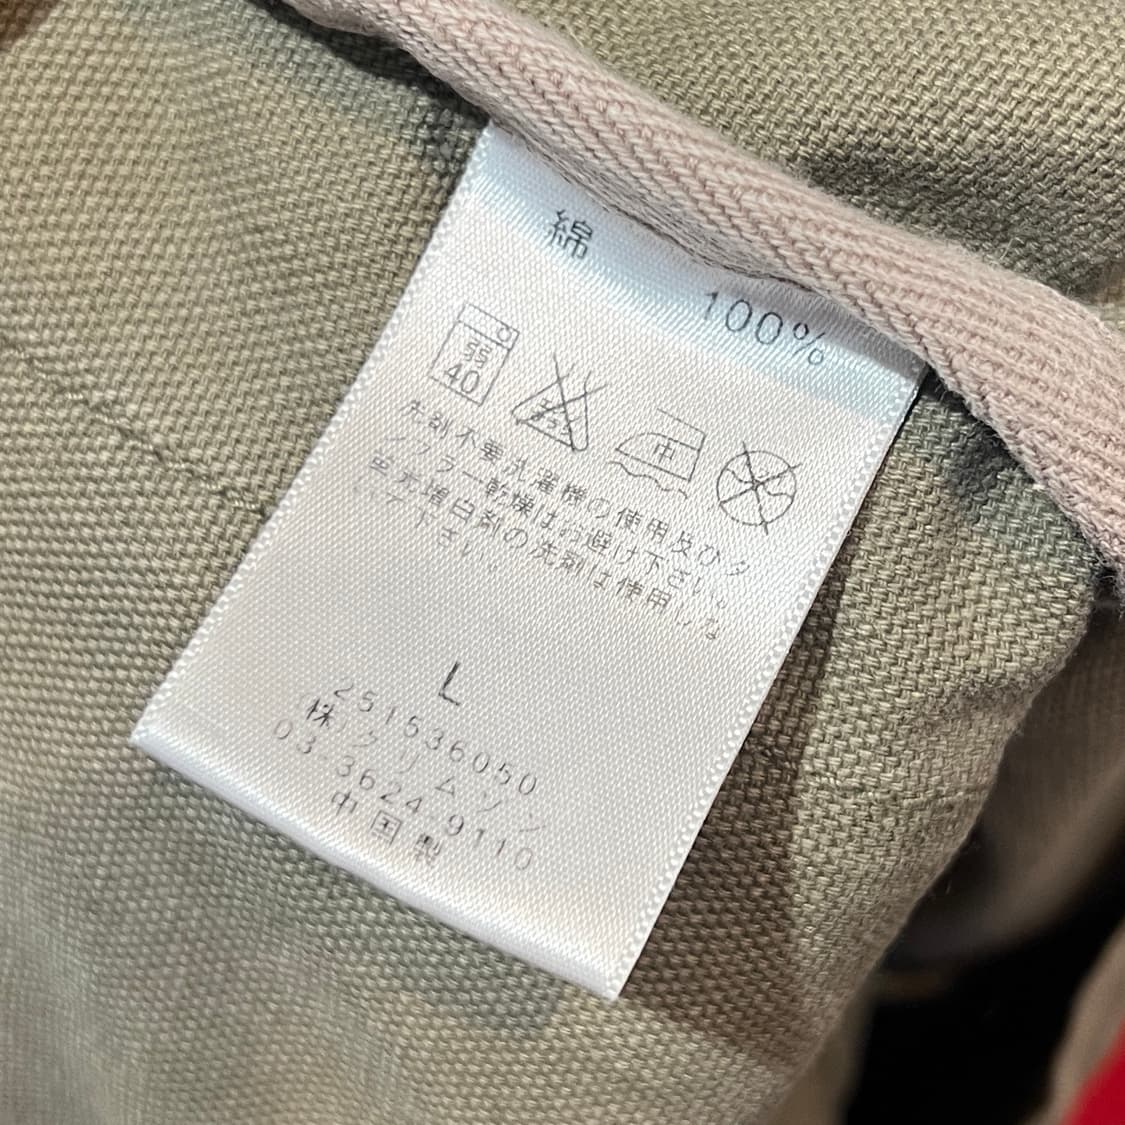 綿
100%
弱
40
エンソ
中
洗剤不要洗濯機の使用及びタ
ンブラー乾燥はお避け下さい。
蛍光増白剤の洗剤は使用しな
いで下さい。
L
251536050
(株)クリムゾン
03-3624-9110
中国製